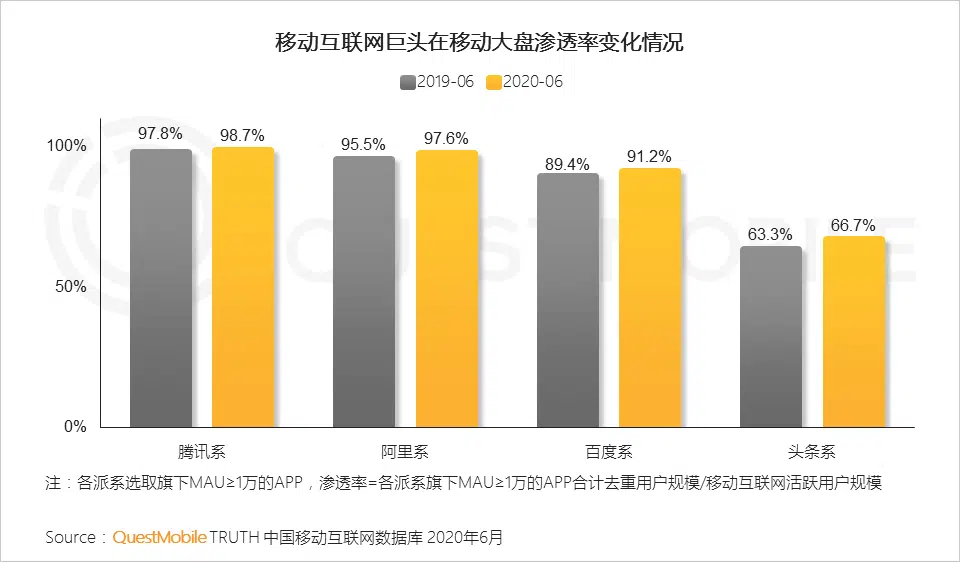 移动互联网巨头在移动大盘渗透率变化情况
2019-06 2020-06
100%
50%
0%
97.8% 98.7% 95.5% 97.6% 89.4% 91.2% 63.3% 66.7%
腾讯系 阿里系 百度系 头条系
注：各派系选取旗下MAU≥1万的APP，渗透率=各派系旗下MAU≥1万的APP合计去重用户规模/移动互联网活跃用户规模
Source：QuestMobile TRUTH 中国移动互联网数据库 2020年6月
QUESTMOBILE